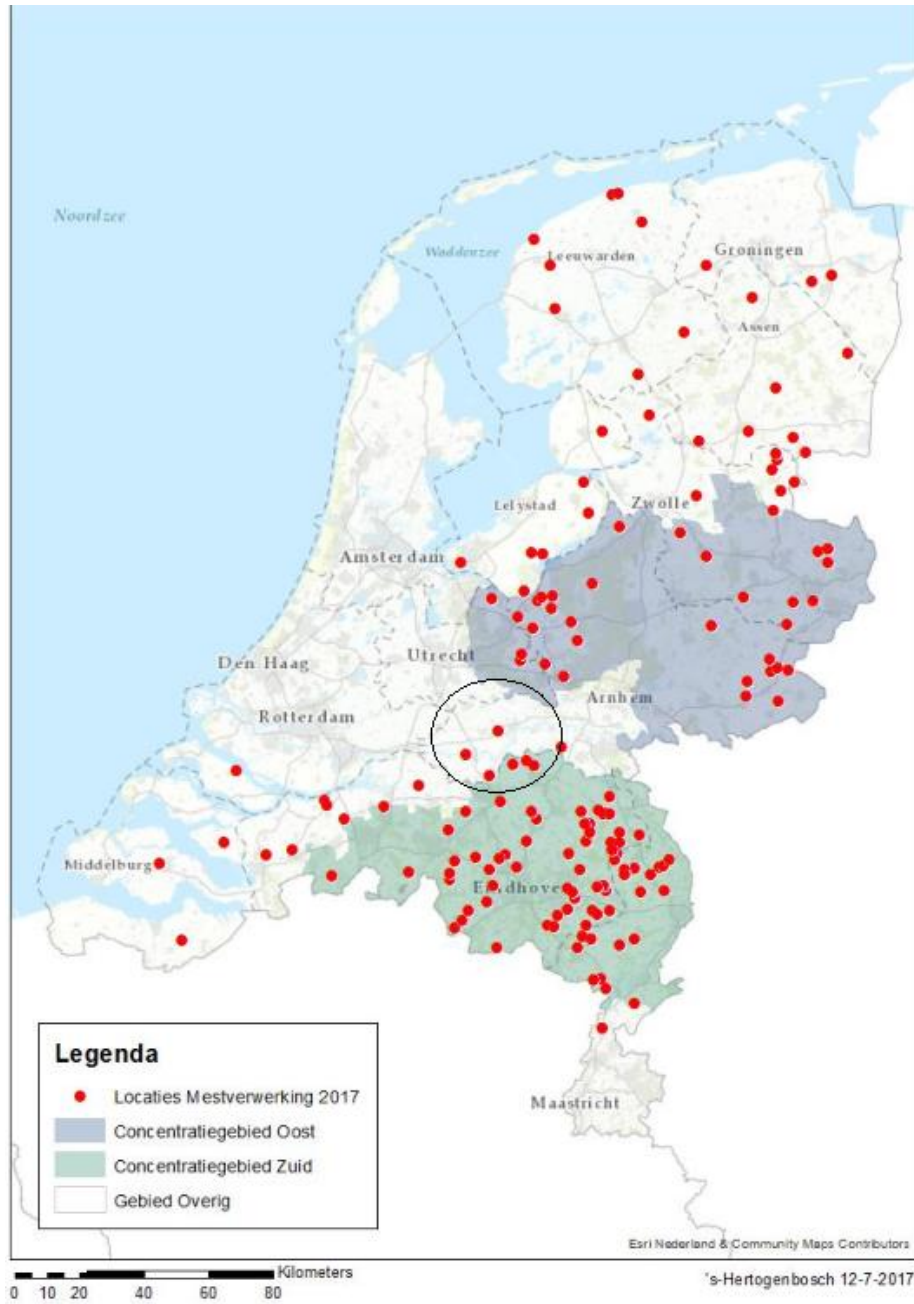 Noordzee
Waddenzee
Leeuwarden
Groningen
Assen
Lelystad
Zwolle
Amsterdam
Utrecht
Den Haag
Arnhem
Rotterdam
Middelburg
Eindhoven
Maastricht
Legenda
Locaties Mestverwerking 2017
Concentratiegebied Oost
Concentratiegebied Zuid
Gebied Overig
Esri Nederland & Community Maps Contributors
Kilometers
0 10 20 40 60 80
's-Hertogenbosch 12-7-2017